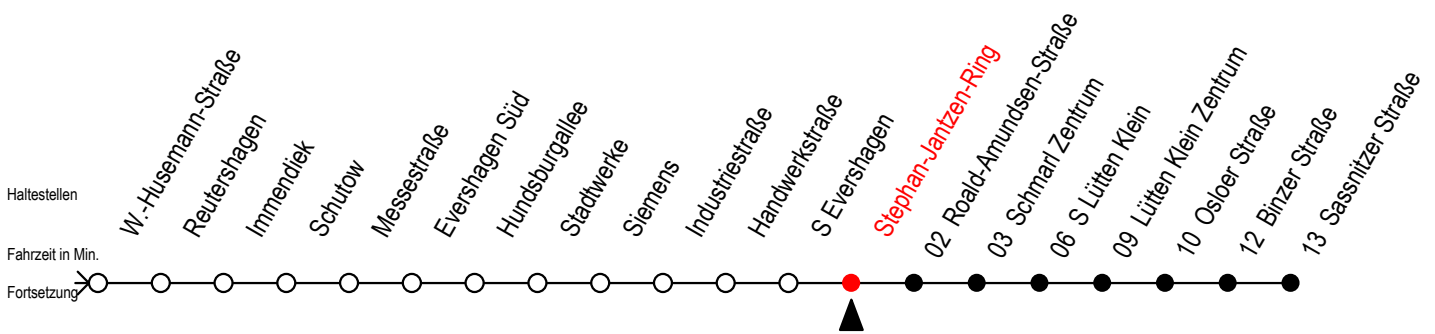 Haltestellen
Fahrzeit in Min.
Fortsetzung
W.-Husemann-Straße
Reutershagen
Immendiek
Schutow
Messestraße
Evershagen Süd
Hundsburgallee
Stadtwerke
Siemens
Industriestraße
Handwerkstraße
S Evershagen
Stephan-Jantzen-Ring
02 Roald-Amundsen-Straße
03 Schmarl Zentrum
06 S Lütten Klein
09 Lütten Klein Zentrum
10 Osloer Straße
12 Binzer Straße
13 Sassnitzer Straße